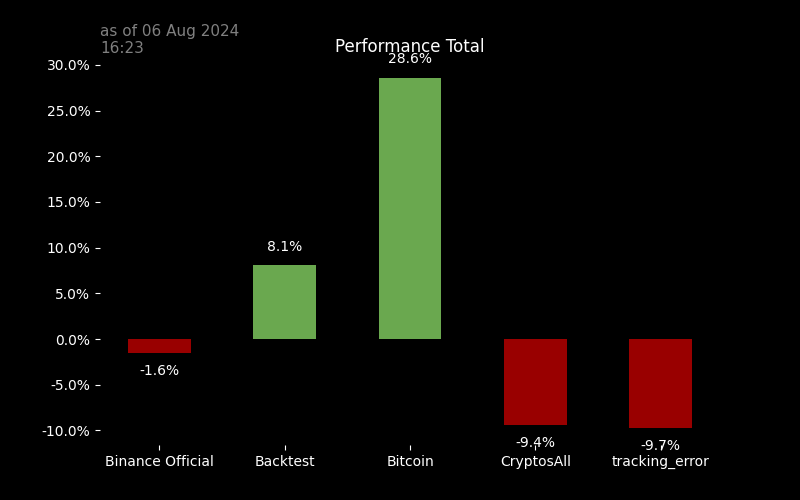 as of 06 Aug 2024
16:23
Performance Total
30.0%
25.0%
20.0%
15.0%
10.0%
5.0%
0.0%
-5.0%
-10.0%
-1.6%
8.1%
28.6%
-9.4%
-9.7%
Binance Official
Backtest
Bitcoin
CryptosAll
tracking_error